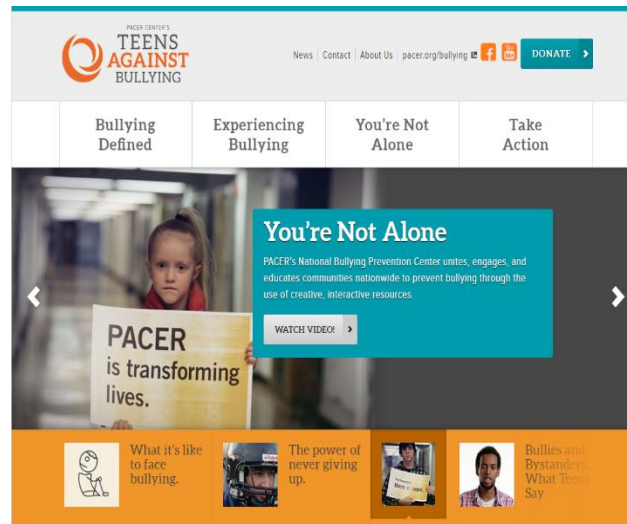 PACER CENTER'S
TEENS
AGAINST
BULLYING
News
Contact
About Us
pacer.org/bullying
DONATE
Bullying
Defined
Experiencing
Bullying
You're Not
Alone
Take
Action
You're Not Alone
PACER's National Bullying Prevention Center unites, engages, and
educates communities nationwide to prevent bullying through the
use of creative, interactive resources.
WATCH VIDEO!
PACER
is transforming
lives.
What it's like
to face
bullying.
The power of
never giving
up.
Bullies and
Bystanders:
What Teens
Say